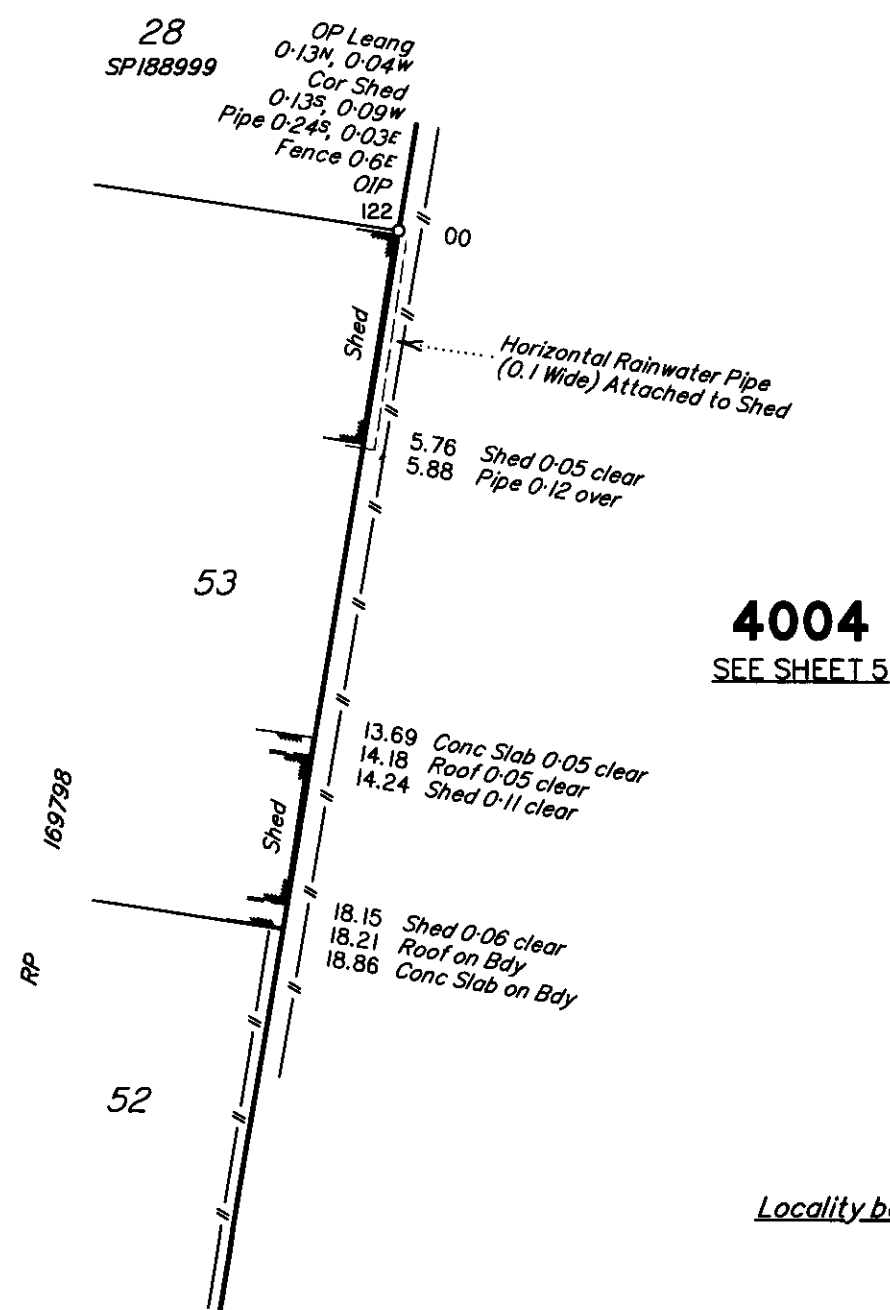 28
SP188999
OP Leang
0·13N, 0·04W
Cor Shed
0·13S, 0·09W
Pipe 0·24S, 0·03E
Fence 0·6E
OIP
122
00
Shed
Horizontal Rainwater Pipe
(0.1 Wide) Attached to Shed
5.76 Shed 0·05 clear
5.88 Pipe 0·12 over
53
4004
SEE SHEET 5
13.69 Conc Slab 0·05 clear
14.18 Roof 0·05 clear
14.24 Shed 0·11 clear
Shed
RP 169798
18.15 Shed 0·06 clear
18.21 Roof on Bdy
18.86 Conc Slab on Bdy
52
Locality